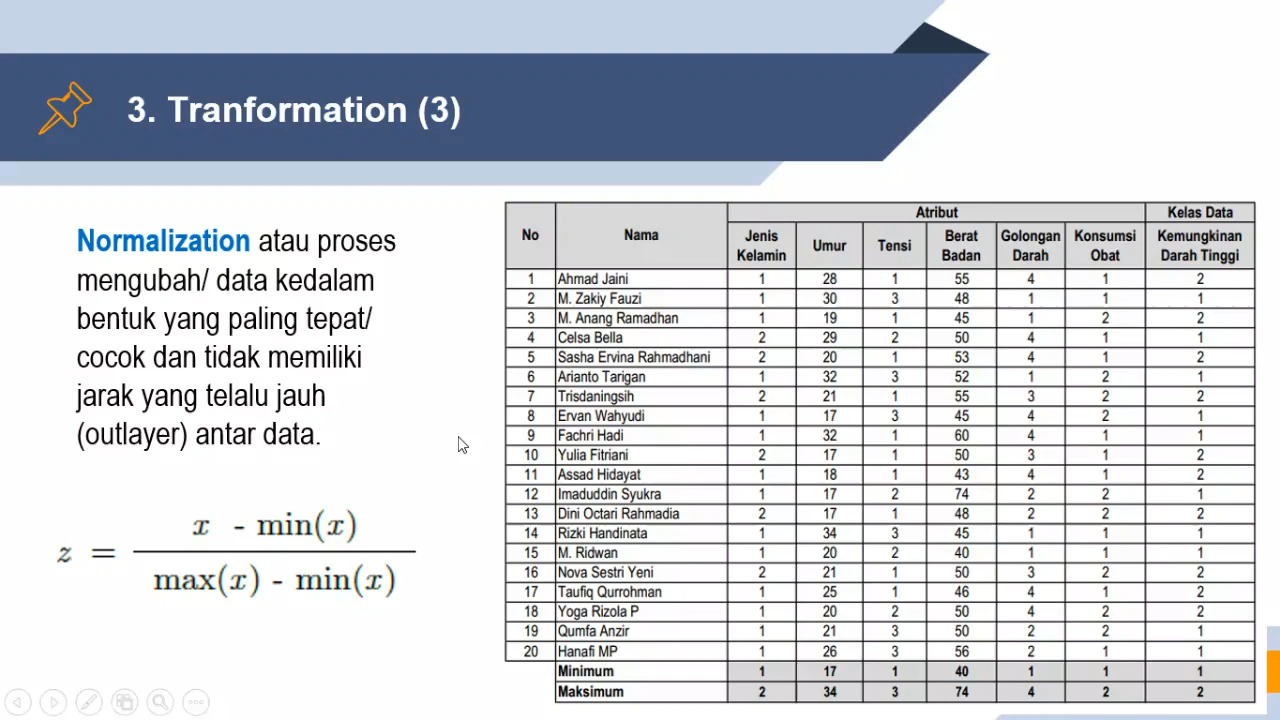 3. Tranformation (3)
Normalization atau proses
mengubah/ data kedalam
bentuk yang paling tepat/
cocok dan tidak memiliki
jarak yang telalu jauh
(outlayer) antar data.
z = x - min(x) / max(x) - min(x)
No Nama Atribut Kelas Data
Jenis Kelamin Umur Tensi Berat Badan Golongan Darah Konsumsi Obat Kemungkinan Darah Tinggi
1 Ahmad Jaini 1 28 1 55 4 1 2
2 M. Zakiy Fauzi 1 30 3 48 1 1 1
3 M. Anang Ramadhan 1 19 1 45 1 2 2
4 Celsa Bella 2 29 2 50 4 1 1
5 Sasha Ervina Rahmadhani 2 20 1 53 4 1 2
6 Arianto Tarigan 1 32 3 52 1 2 1
7 Trisdaningsih 2 21 1 55 3 2 2
8 Ervan Wahyudi 1 17 3 45 4 2 1
9 Fachri Hadi 1 32 1 60 4 1 1
10 Yulia Fitriani 2 17 1 50 3 1 2
11 Assad Hidayat 1 18 1 43 4 1 2
12 Imaduddin Syukra 1 17 2 74 2 2 1
13 Dini Octari Rahmadia 2 17 1 48 2 2 2
14 Rizki Handinata 1 34 3 45 1 1 1
15 M. Ridwan 1 20 2 40 1 1 1
16 Nova Sestri Yeni 2 21 1 50 3 2 2
17 Taufiq Qurrohman 1 25 1 46 4 1 2
18 Yoga Rizola P 1 20 2 50 4 2 2
19 Qumfa Anzir 1 21 3 50 2 2 1
20 Hanafi MP 1 26 3 56 2 1 1
Minimum 1 17 1 40 1 1 1
Maksimum 2 34 3 74 4 2 2